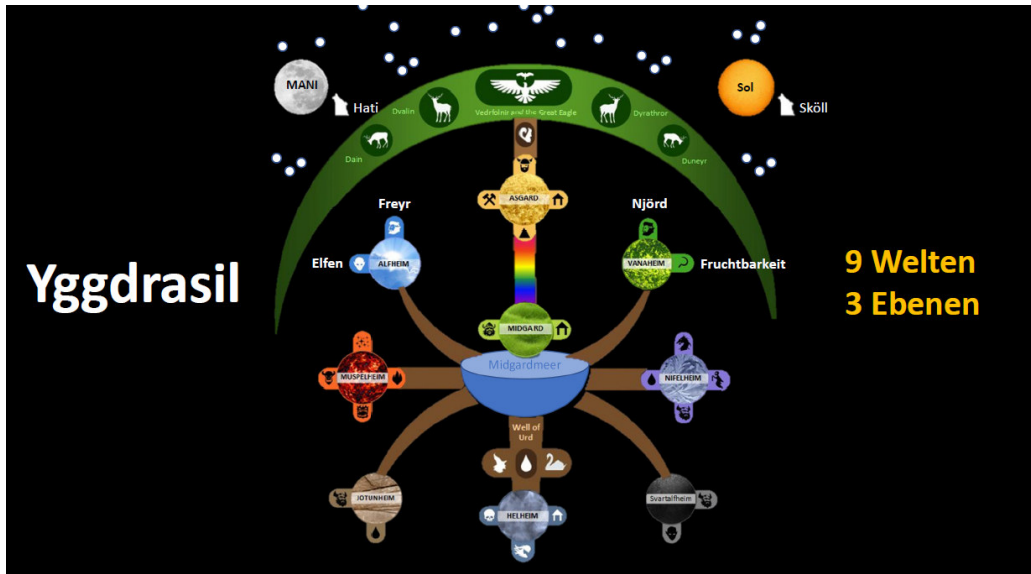 MANI
Hati
Sol
Sköll
Dvalin
Vedrfolnir and the Great Eagle
Dyrathror
Dain
Duneyr
ASGARD
Freyr
Njörd
Elfen
ALFHEIM
VANAHEIM
Fruchtbarkeit
Yggdrasil
9 Welten
3 Ebenen
MIDGARD
Midgardmeer
MUSPELHEIM
NIFELHEIM
Well of
Urd
JOTUNHEIM
HELHEIM
Svartalfheim